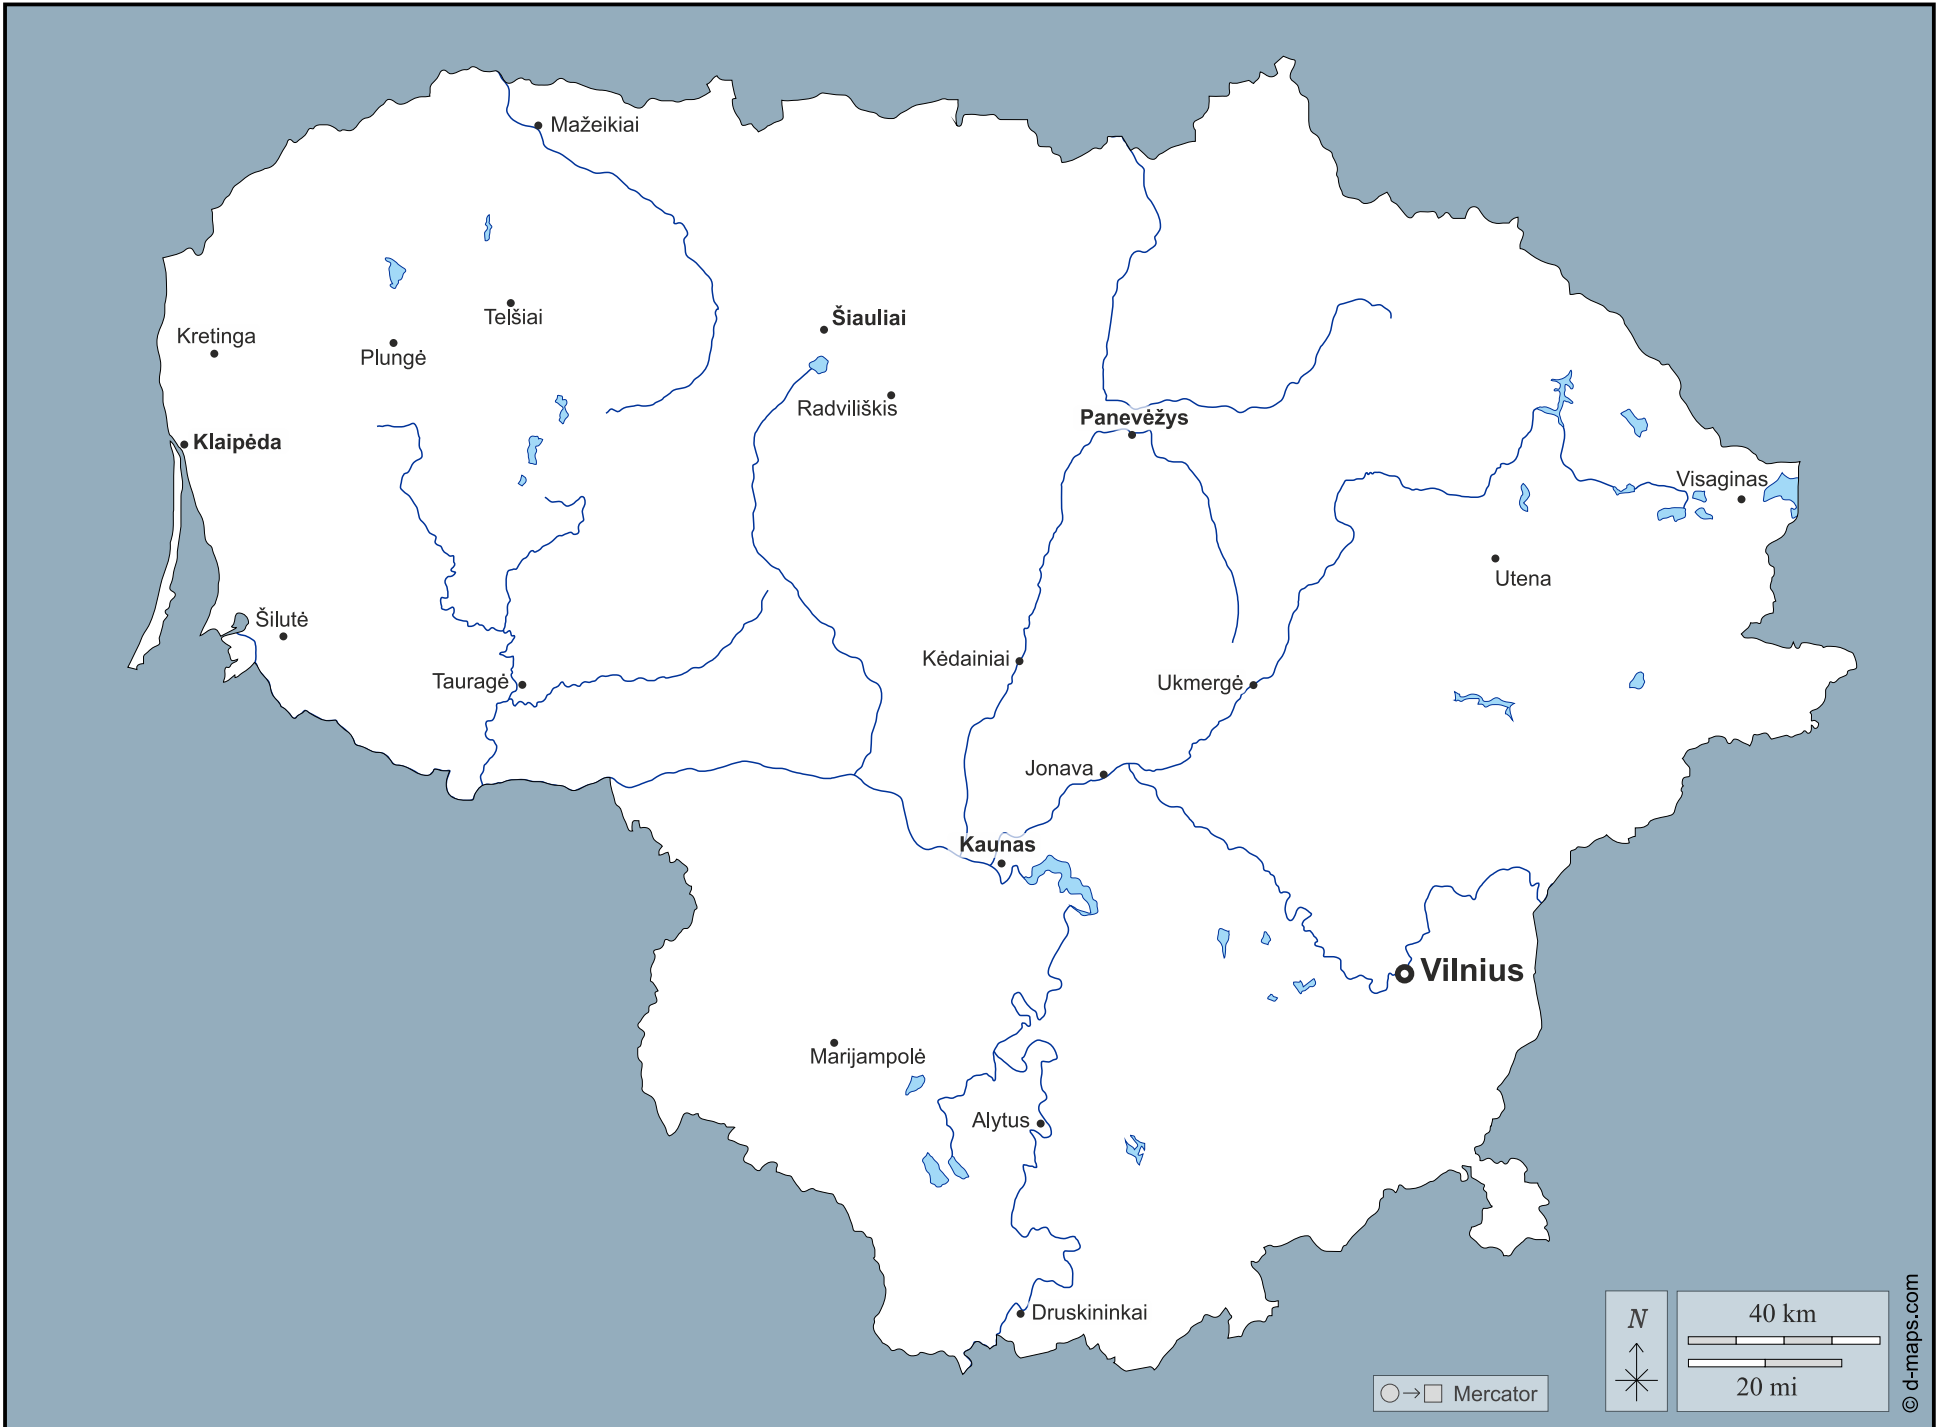 Mažeikiai
Telšiai
Šiauliai
Kretinga
Plungė
Radviliškis
Panevėžys
Klaipėda
Visaginas
Utena
Šilutė
Kėdainiai
Tauragė
Ukmergė
Jonava
Kaunas
Vilnius
Marijampolė
Alytus
Druskininkai
N
40 km
20 mi
Mercator
© d-maps.com